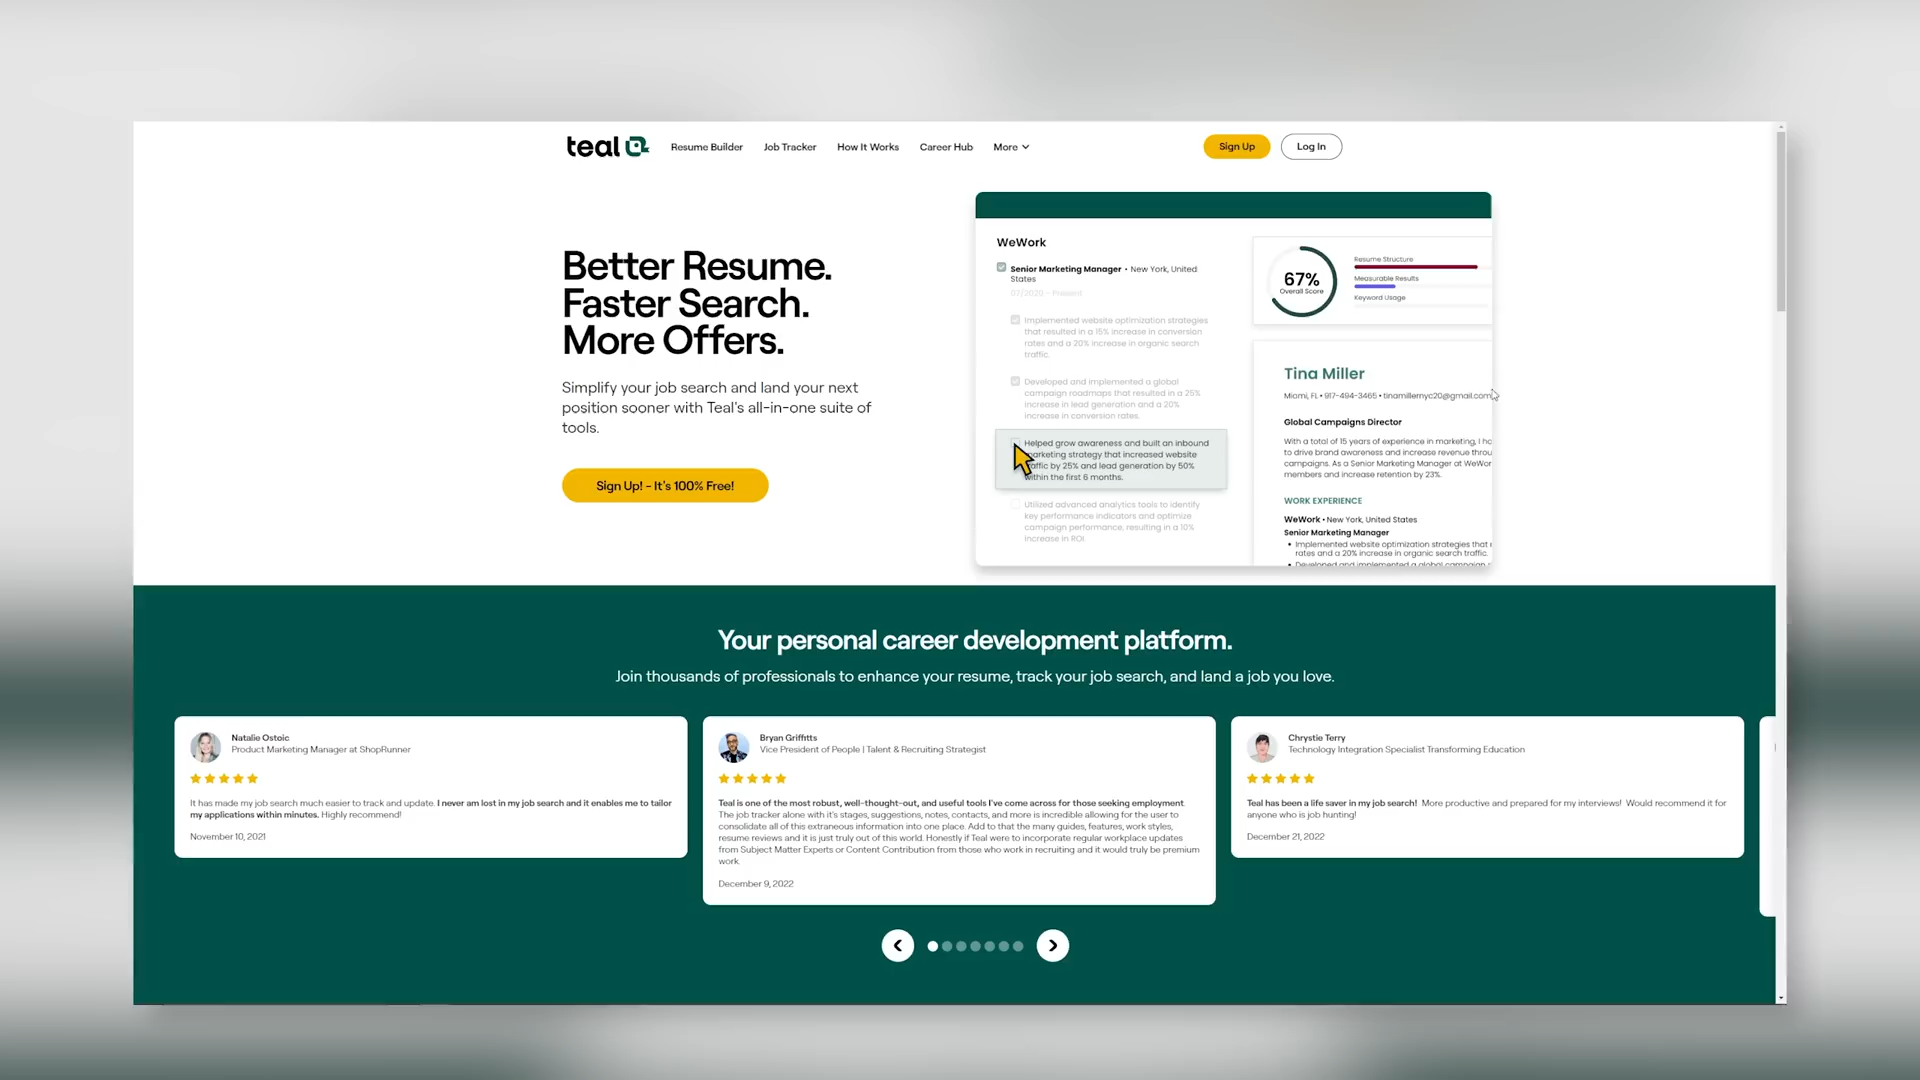 teal
Resume Builder
Job Tracker
How It Works
Career Hub
More
Sign Up
Log In
Better Resume.
Faster Search.
More Offers.
Simplify your job search and land your next
position sooner with Teal's all-in-one suite of
tools.
Sign Up! - It's 100% Free!
WeWork
Senior Marketing Manager • New York, United
States
07/2020 - Present
Implemented website optimization strategies
that resulted in a 15% increase in conversion
rates and a 20% increase in organic search
traffic.
Developed and implemented a global
campaign roadmaps that resulted in a 25%
increase in lead generation and a 20%
increase in conversion rates.
Helped grow awareness and built an inbound
marketing strategy that increased website
traffic by 25% and lead generation by 50%
within the first 6 months.
Utilized advanced analytics tools to identify
key performance indicators and optimize
campaign performance, resulting in a 10%
increase in ROI
67%
Overall Score
Resume Structure
Measurable Results
Keyword Usage
Tina Miller
Miami, FL • 917-494-3465 • tinamillernyc20@gmail.com
Global Campaigns Director
With a total of 15 years of experience in marketing, I
to drive brand awareness and increase revenue
campaigns. As a Senior Marketing Manager at
members and increase retention by 23%.
WORK EXPERIENCE
WeWork • New York, United States
Senior Marketing Manager
• Implemented website optimization strategies that
rates and a 20% increase in organic search traffic.
• Developed and implemented a global campaign
Your personal career development platform.
Join thousands of professionals to enhance your resume, track your job search, and land a job you love.
Natalie Ostoic
Product Marketing Manager at ShopRunner
It has made my job search much easier to track and update. I never am lost in my job search and it enables me to tailor
my applications within minutes. Highly recommend!
November 10, 2021
Bryan Griffitts
Vice President of People | Talent & Recruiting Strategist
Teal is one of the most robust, well-thought-out, and useful tools I've come across for those seeking employment.
The job tracker alone with it's stages, suggestions, notes, contacts, and more is incredible allowing for the user to
consolidate all of this extraneous information into one place. Add to that the many guides, features, work styles,
resume reviews and it is just truly out of this world. Honestly if Teal were to incorporate regular workplace updates
from Subject Matter Experts or Content Contribution from those who work in recruiting and it would truly be premium
work.
December 9, 2022
Chrystie Terry
Technology Integration Specialist Transforming Education
Teal has been a life saver in my job search! More productive and prepared for my interviews! Would recommend it for
anyone who is job hunting!
December 21, 2022